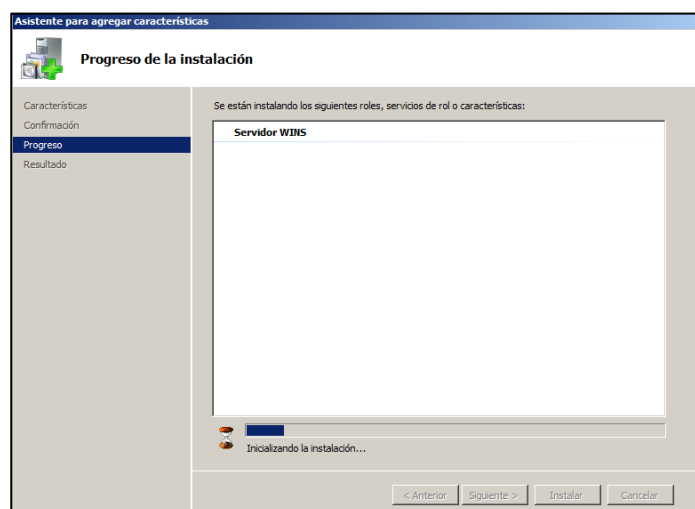 Asistente para agregar características
Progreso de la instalación
Características
Confirmación
Progreso
Resultado
Se están instalando los siguientes roles, servicios de rol o características:
Servidor WINS
Inicializando la instalación...
< Anterior
Siguiente >
Instalar
Cancelar